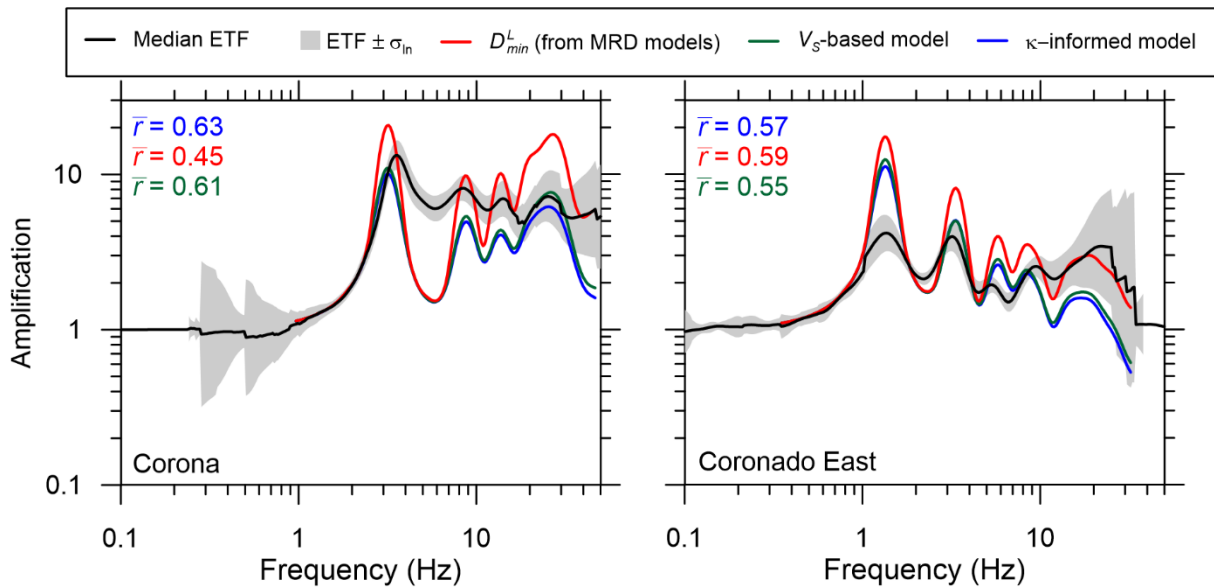 Median ETF ETF ± σln D^L_min (from MRD models) VS-based model κ–informed model
r̅ = 0.63
r̅ = 0.45
r̅ = 0.61
r̅ = 0.57
r̅ = 0.59
r̅ = 0.55
10
1
0.1
Amplification
Corona
Coronado East
0.1 1 10
0.1 1 10
Frequency (Hz)
Frequency (Hz)